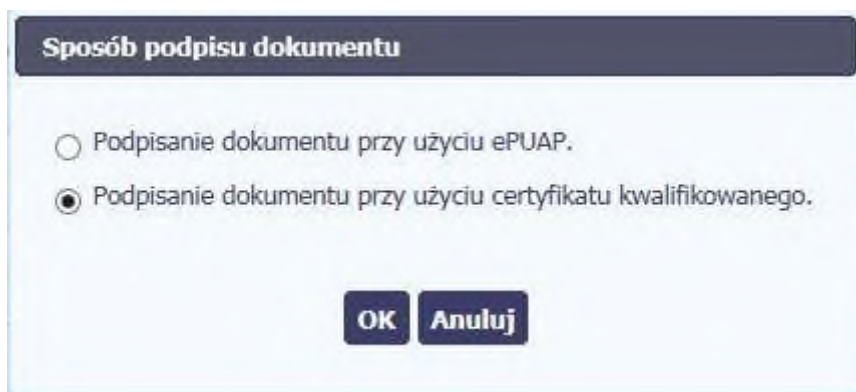 Sposób podpisu dokumentu
Podpisanie dokumentu przy użyciu ePUAP.
Podpisanie dokumentu przy użyciu certyfikatu kwalifikowanego.
OK Anuluj